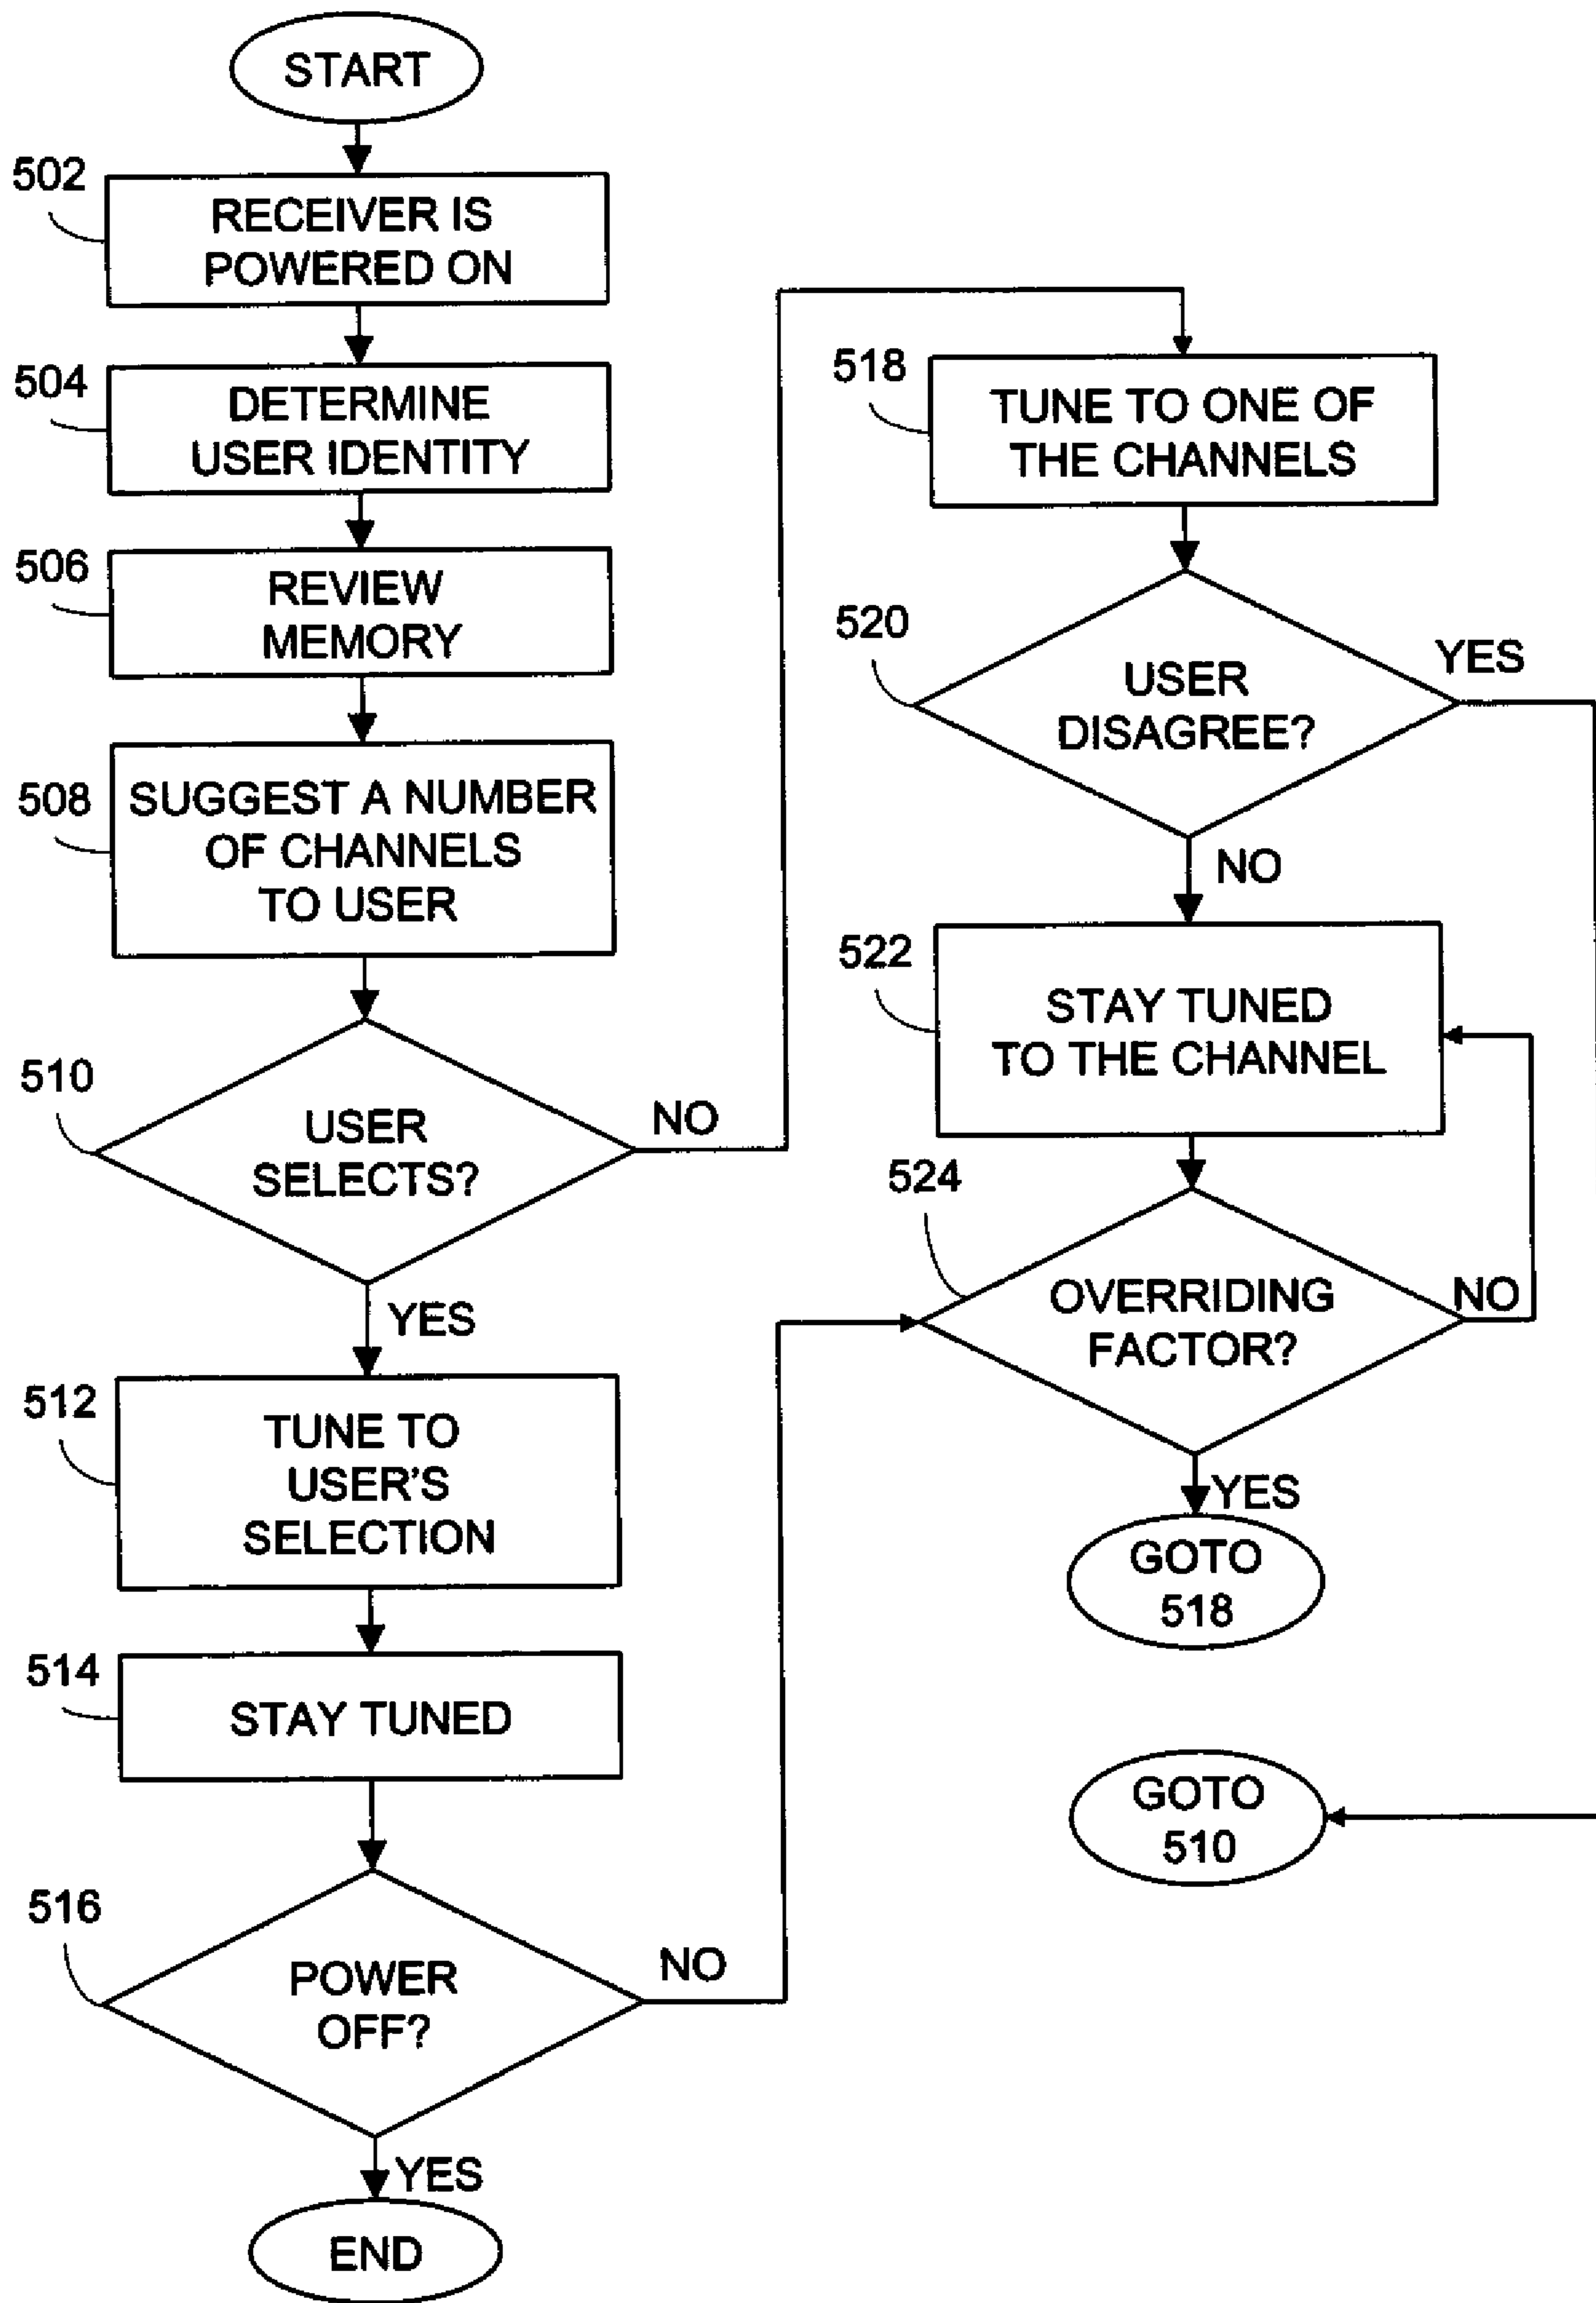 START
502
RECEIVER IS
POWERED ON
504
DETERMINE
USER IDENTITY
506
REVIEW
MEMORY
508
SUGGEST A NUMBER
OF CHANNELS
TO USER
510
USER
SELECTS?
NO
YES
512
TUNE TO
USER'S
SELECTION
514
STAY TUNED
516
POWER
OFF?
NO
YES
END
518
TUNE TO ONE OF
THE CHANNELS
520
USER
DISAGREE?
YES
NO
522
STAY TUNED
TO THE CHANNEL
524
OVERRIDING
FACTOR?
NO
YES
GOTO
518
GOTO
510